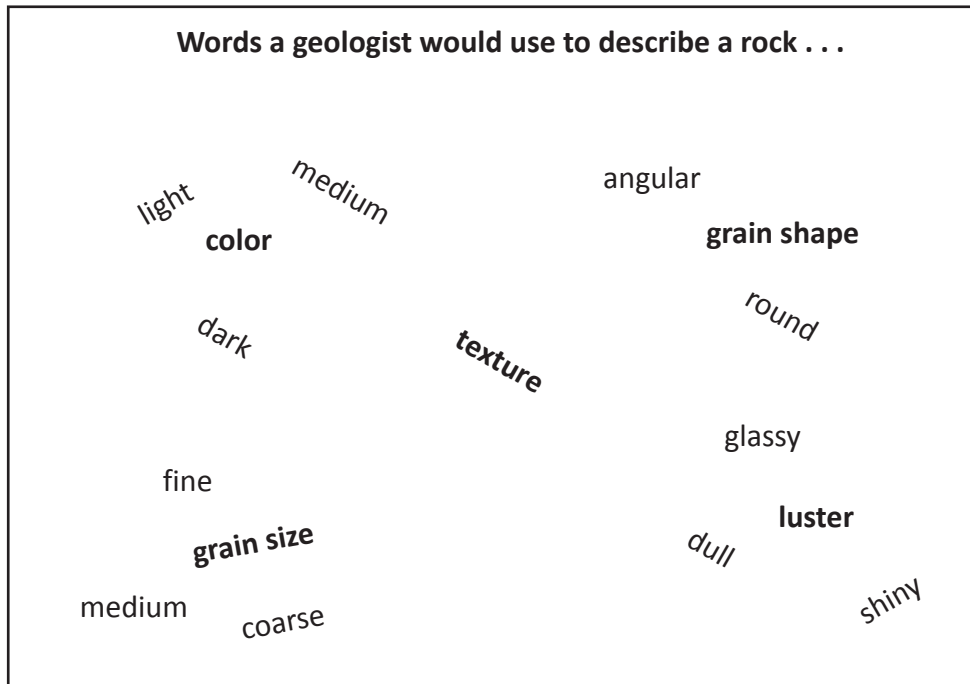 Words a geologist would use to describe a rock . . .
light
medium
color
dark
angular
grain shape
round
texture
fine
grain size
medium
coarse
glassy
luster
dull
shiny